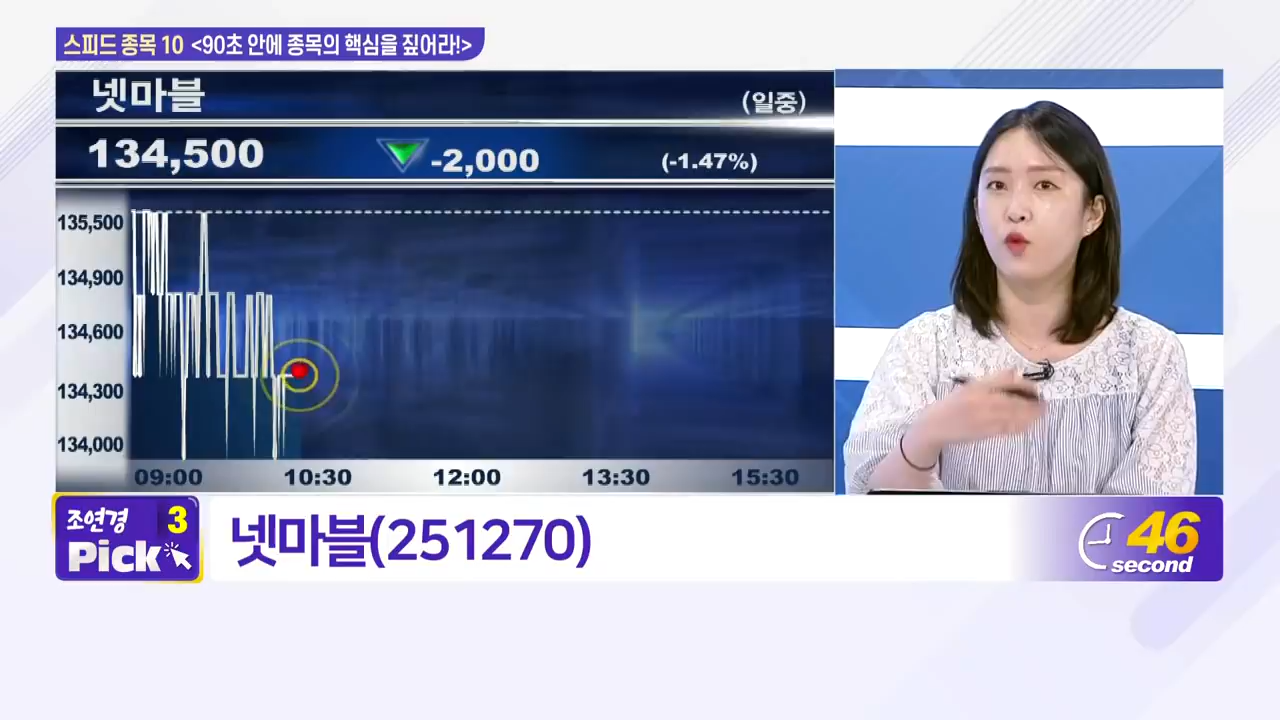 스피드 종목 10 <90초 안에 종목의 핵심을 짚어라!>
넷마블 (일중)
134,500 -2,000 (-1.47%)
135,500
134,900
134,600
134,300
134,000
09:00 10:30 12:00 13:30 15:30
조연경 3
Pick
넷마블(251270)
46
second